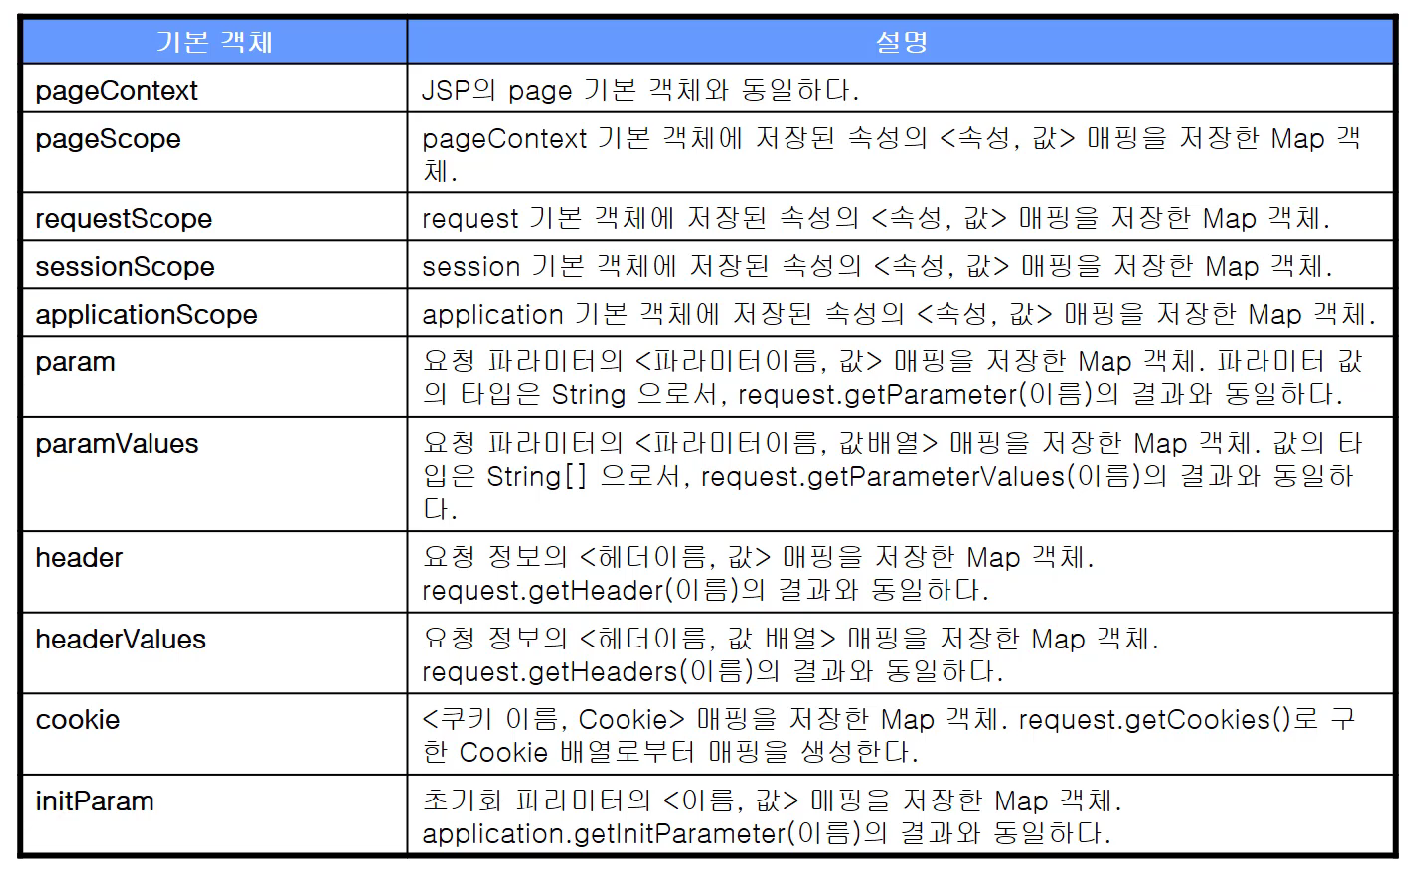 기본 객체
설명
pageContext
JSP의 page 기본 객체와 동일하다.
pageScope
pageContext 기본 객체에 저장된 속성의 <속성, 값> 매핑을 저장한 Map 객
체.
requestScope
request 기본 객체에 저장된 속성의 <속성, 값> 매핑을 저장한 Map 객체.
sessionScope
session 기본 객체에 저장된 속성의 <속성, 값> 매핑을 저장한 Map 객체.
applicationScope
application 기본 객체에 저장된 속성의 <속성, 값> 매핑을 저장한 Map 객체.
param
요청 파라미터의 <파라미터이름, 값> 매핑을 저장한 Map 객체. 파라미터 값
의 타입은 String 으로서, request.getParameter(이름)의 결과와 동일하다.
paramValues
요청 파라미터의 <파라미터이름, 값배열> 매핑을 저장한 Map 객체. 값의 타
입은 String[] 으로서, request.getParameterValues(이름)의 결과와 동일하
다.
header
요청 정보의 <헤더이름, 값> 매핑을 저장한 Map 객체.
request.getHeader(이름)의 결과와 동일하다.
headerValues
요청 정보의 <헤더이름, 값 배열> 매핑을 저장한 Map 객체.
request.getHeaders(이름)의 결과와 동일하다.
cookie
<쿠키 이름, Cookie> 매핑을 저장한 Map 객체. request.getCookies()로 구
한 Cookie 배열로부터 매핑을 생성한다.
initParam
초기화 파라미터의 <이름, 값> 매핑을 저장한 Map 객체.
application.getInitParameter(이름)의 결과와 동일하다.